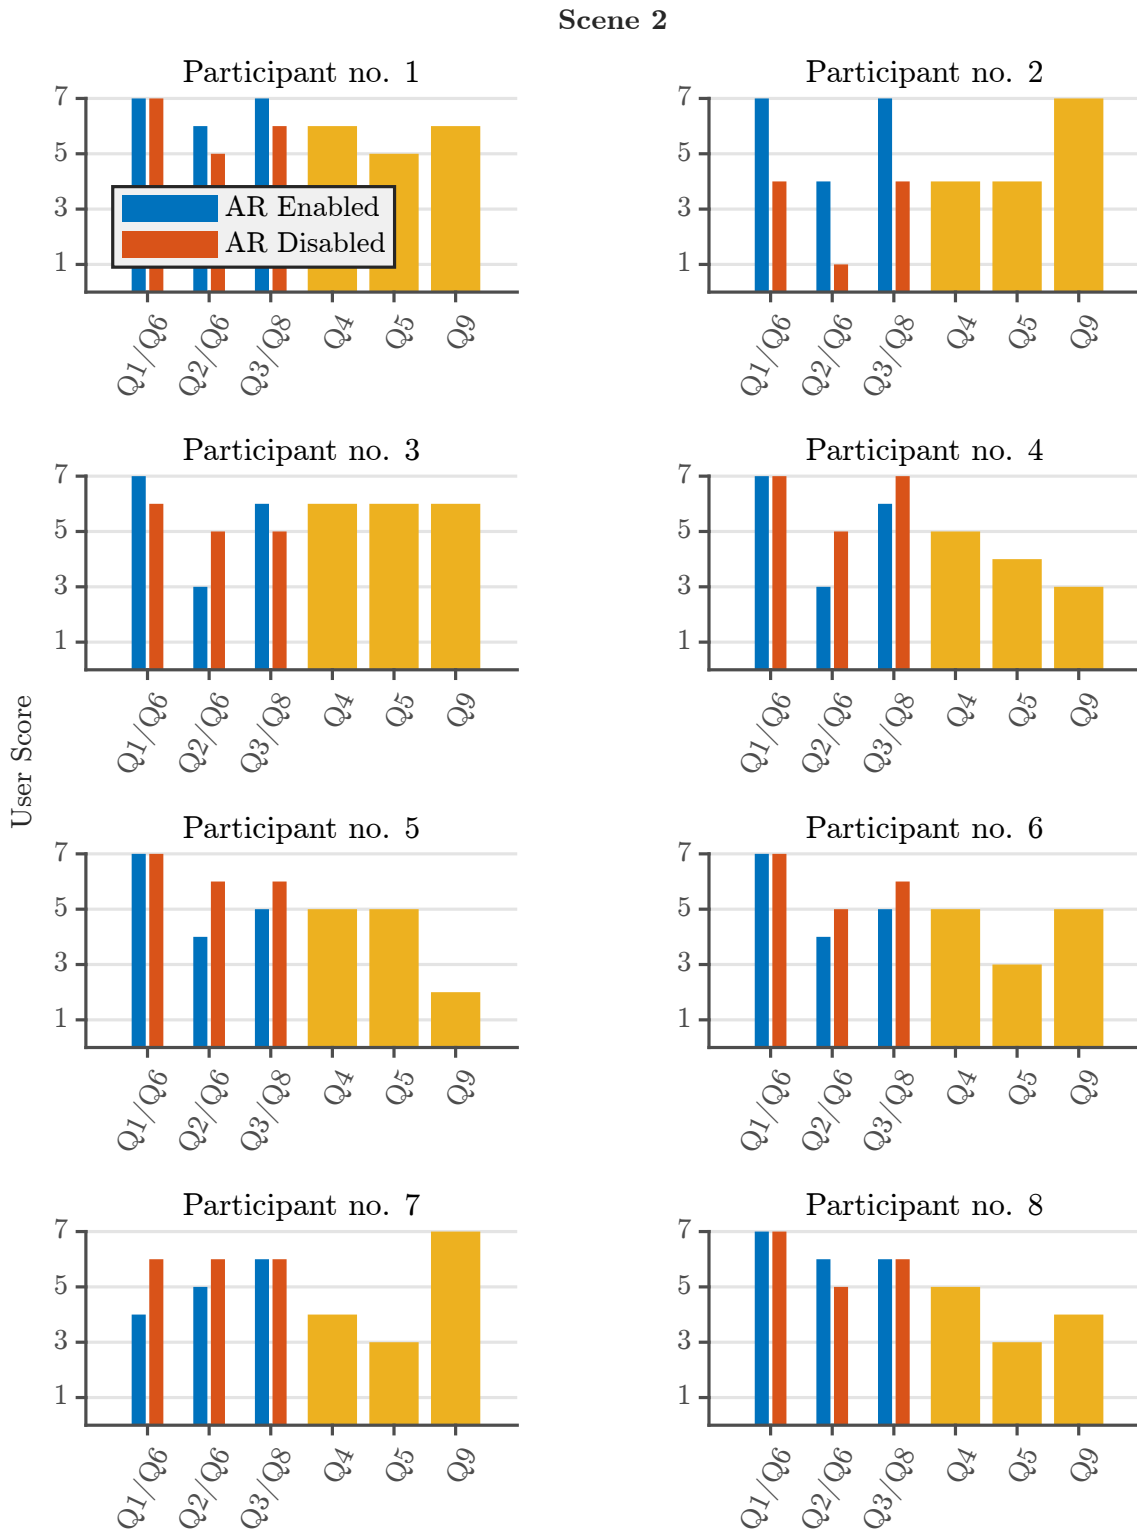 Scene 2
User Score
Participant no. 1
7
5
3
1
AR Enabled
AR Disabled
Q1/Q6
Q2/Q6
Q3/Q8
Q4
Q5
Q9
Participant no. 2
7
5
3
1
Q1/Q6
Q2/Q6
Q3/Q8
Q4
Q5
Q9
Participant no. 3
7
5
3
1
Q1/Q6
Q2/Q6
Q3/Q8
Q4
Q5
Q9
Participant no. 4
7
5
3
1
Q1/Q6
Q2/Q6
Q3/Q8
Q4
Q5
Q9
Participant no. 5
7
5
3
1
Q1/Q6
Q2/Q6
Q3/Q8
Q4
Q5
Q9
Participant no. 6
7
5
3
1
Q1/Q6
Q2/Q6
Q3/Q8
Q4
Q5
Q9
Participant no. 7
7
5
3
1
Q1/Q6
Q2/Q6
Q3/Q8
Q4
Q5
Q9
Participant no. 8
7
5
3
1
Q1/Q6
Q2/Q6
Q3/Q8
Q4
Q5
Q9